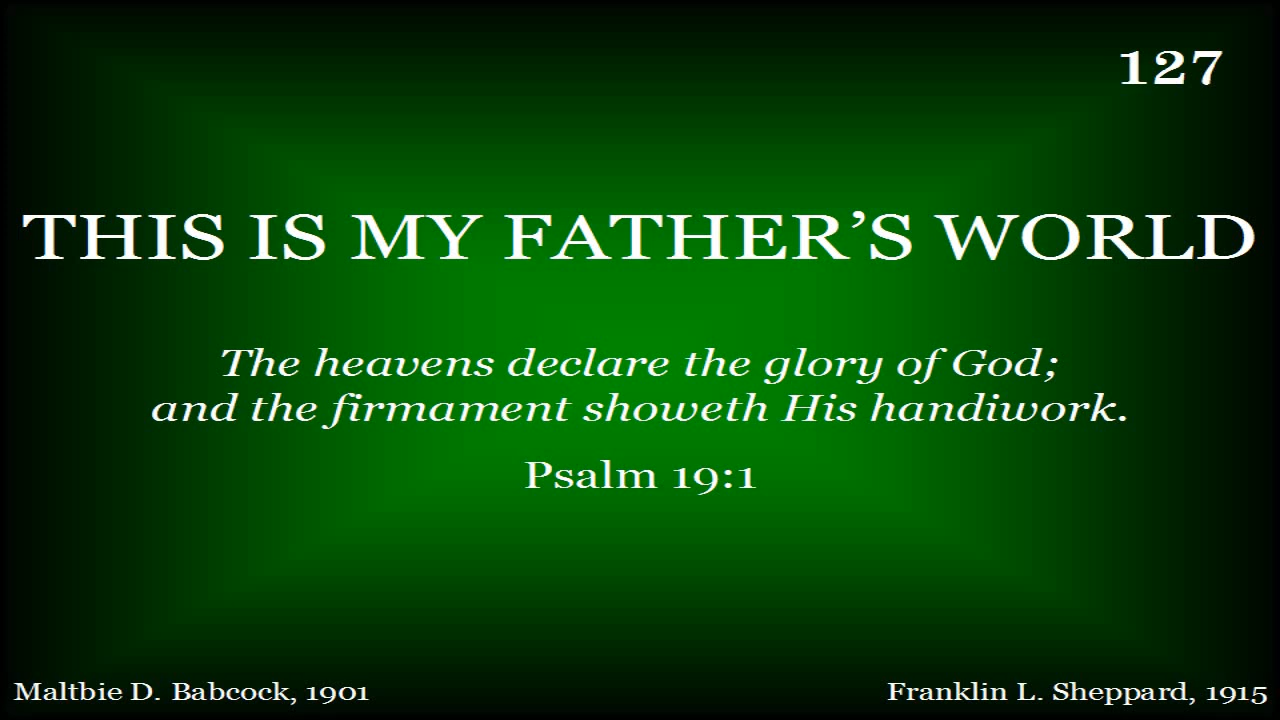 127
THIS IS MY FATHER’S WORLD
The heavens declare the glory of God;
and the firmament showeth His handiwork.
Psalm 19:1
Maltbie D. Babcock, 1901
Franklin L. Sheppard, 1915